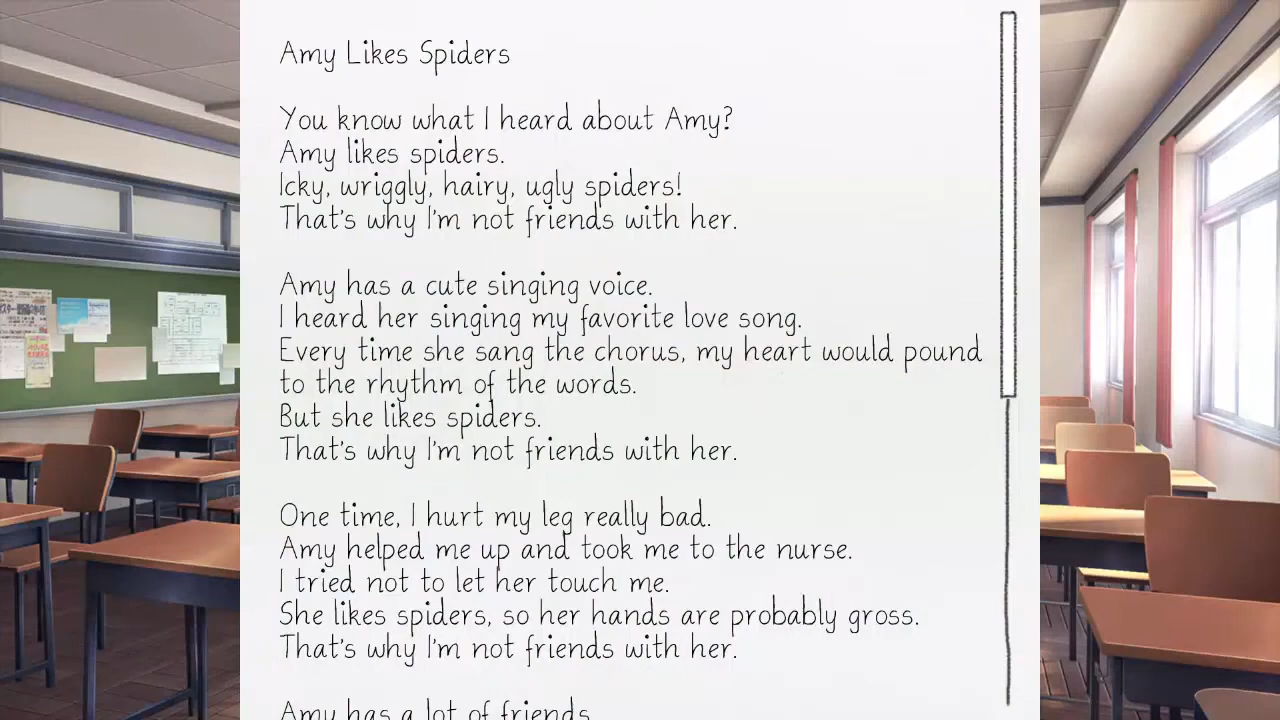 Amy Likes Spiders
You know what I heard about Amy?
Amy likes spiders.
Icky, wriggly, hairy, ugly spiders!
That's why I'm not friends with her.
Amy has a cute singing voice.
I heard her singing my favorite love song.
Every time she sang the chorus, my heart would pound
to the rhythm of the words.
But she likes spiders.
That's why I'm not friends with her.
One time, I hurt my leg really bad.
Amy helped me up and took me to the nurse.
I tried not to let her touch me.
She likes spiders, so her hands are probably gross.
That's why I'm not friends with her.
Amy has a lot of friends